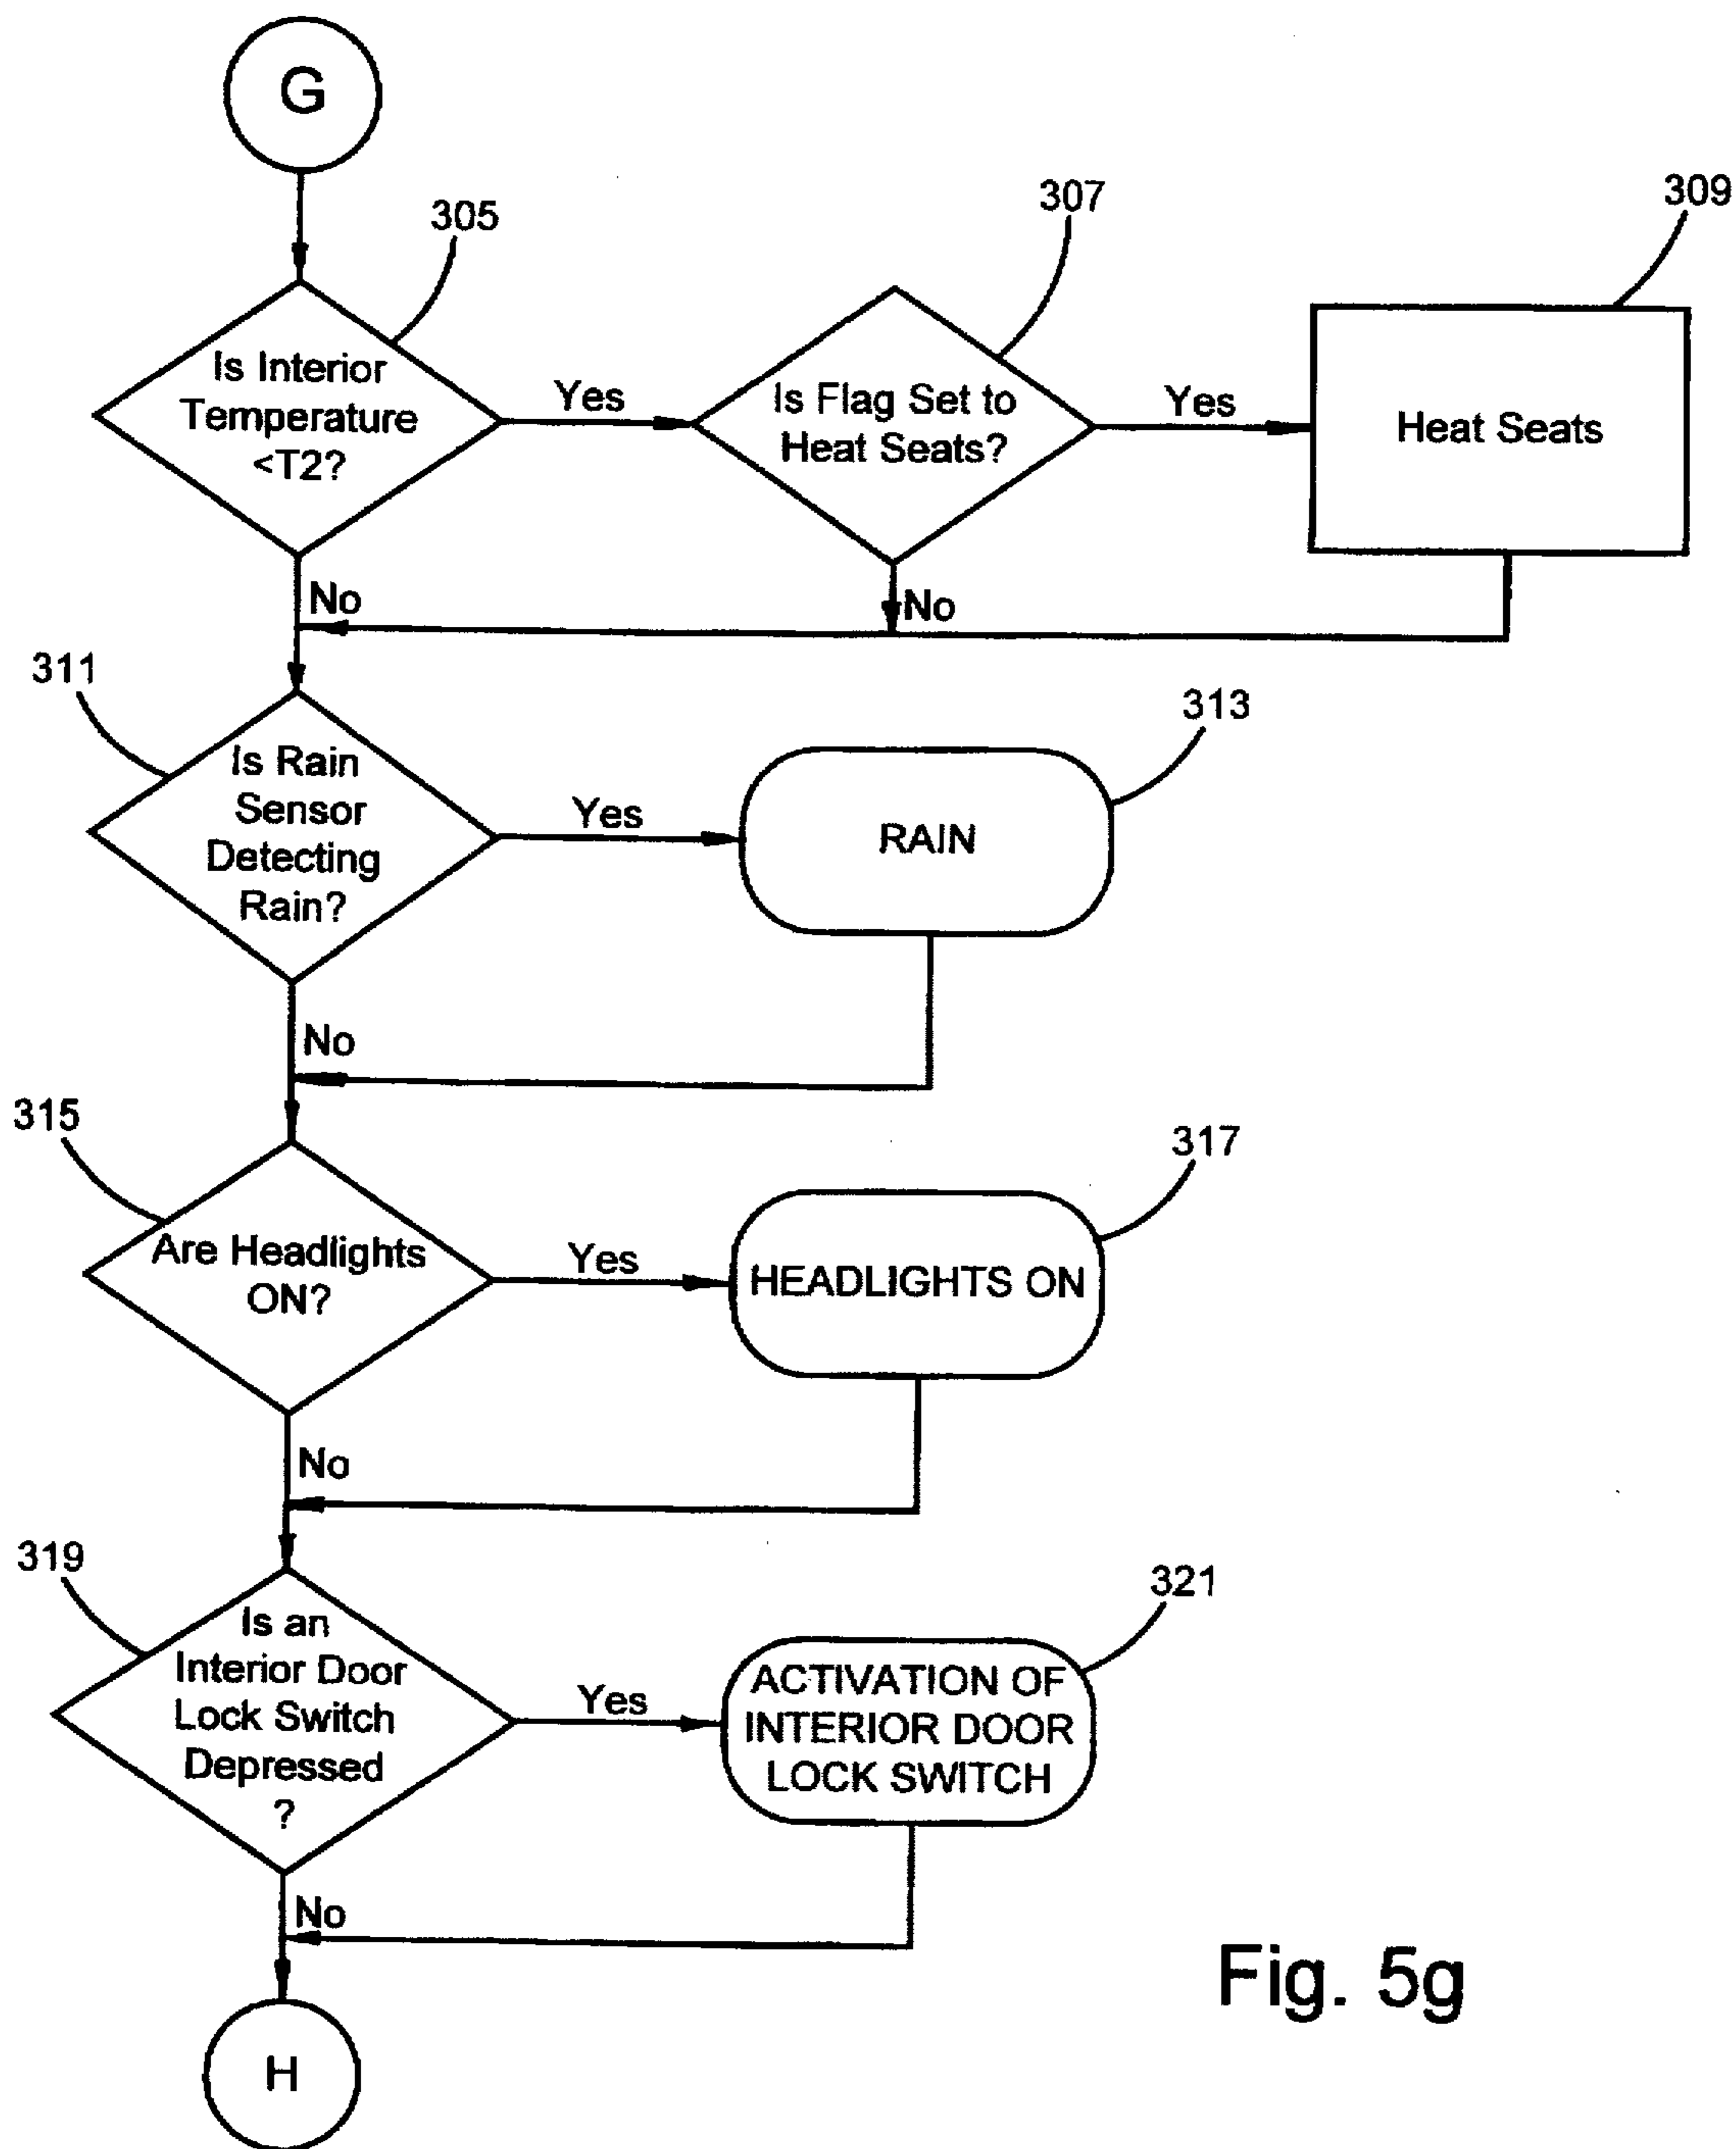 G
305
307
309
Is Interior
Temperature
<T2?
Yes
Is Flag Set to
Heat Seats?
Yes
Heat Seats
No
No
311
313
Is Rain
Sensor
Detecting
Rain?
Yes
RAIN
No
315
317
Are Headlights
ON?
Yes
HEADLIGHTS ON
No
319
321
Is an
Interior Door
Lock Switch
Depressed
?
Yes
ACTIVATION OF
INTERIOR DOOR
LOCK SWITCH
No
H
Fig. 5g